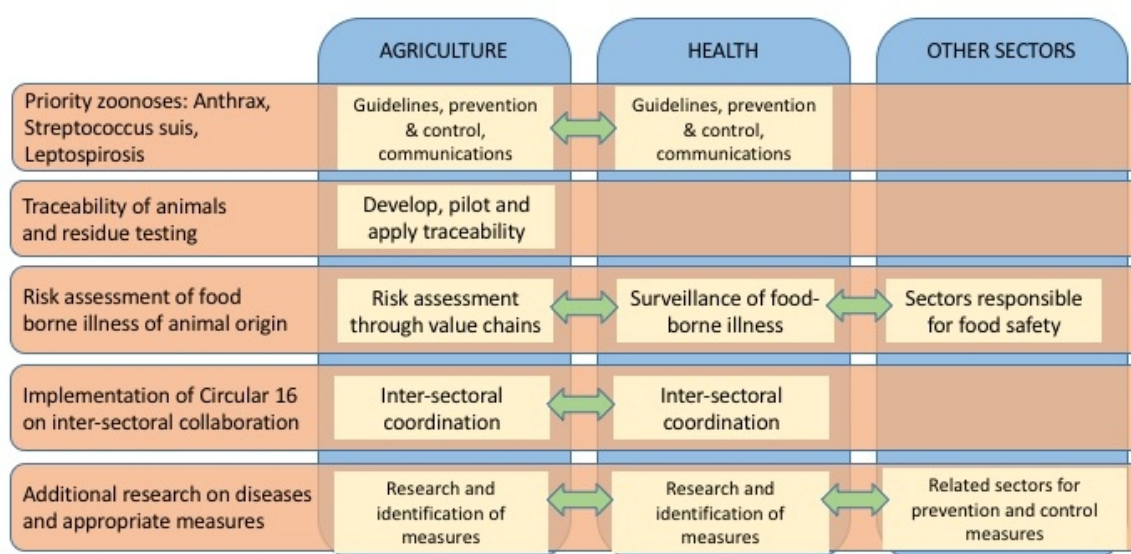 AGRICULTURE
HEALTH
OTHER SECTORS
Priority zoonoses: Anthrax,
Streptococcus suis,
Leptospirosis
Guidelines, prevention
& control,
communications
Guidelines, prevention
& control,
communications
Traceability of animals
and residue testing
Develop, pilot and
apply traceability
Risk assessment of food
borne illness of animal origin
Risk assessment
through value chains
Surveillance of food-
borne illness
Sectors responsible
for food safety
Implementation of Circular 16
on inter-sectoral collaboration
Inter-sectoral
coordination
Inter-sectoral
coordination
Additional research on diseases
and appropriate measures
Research and
identification of
measures
Research and
identification of
measures
Related sectors for
prevention and control
measures